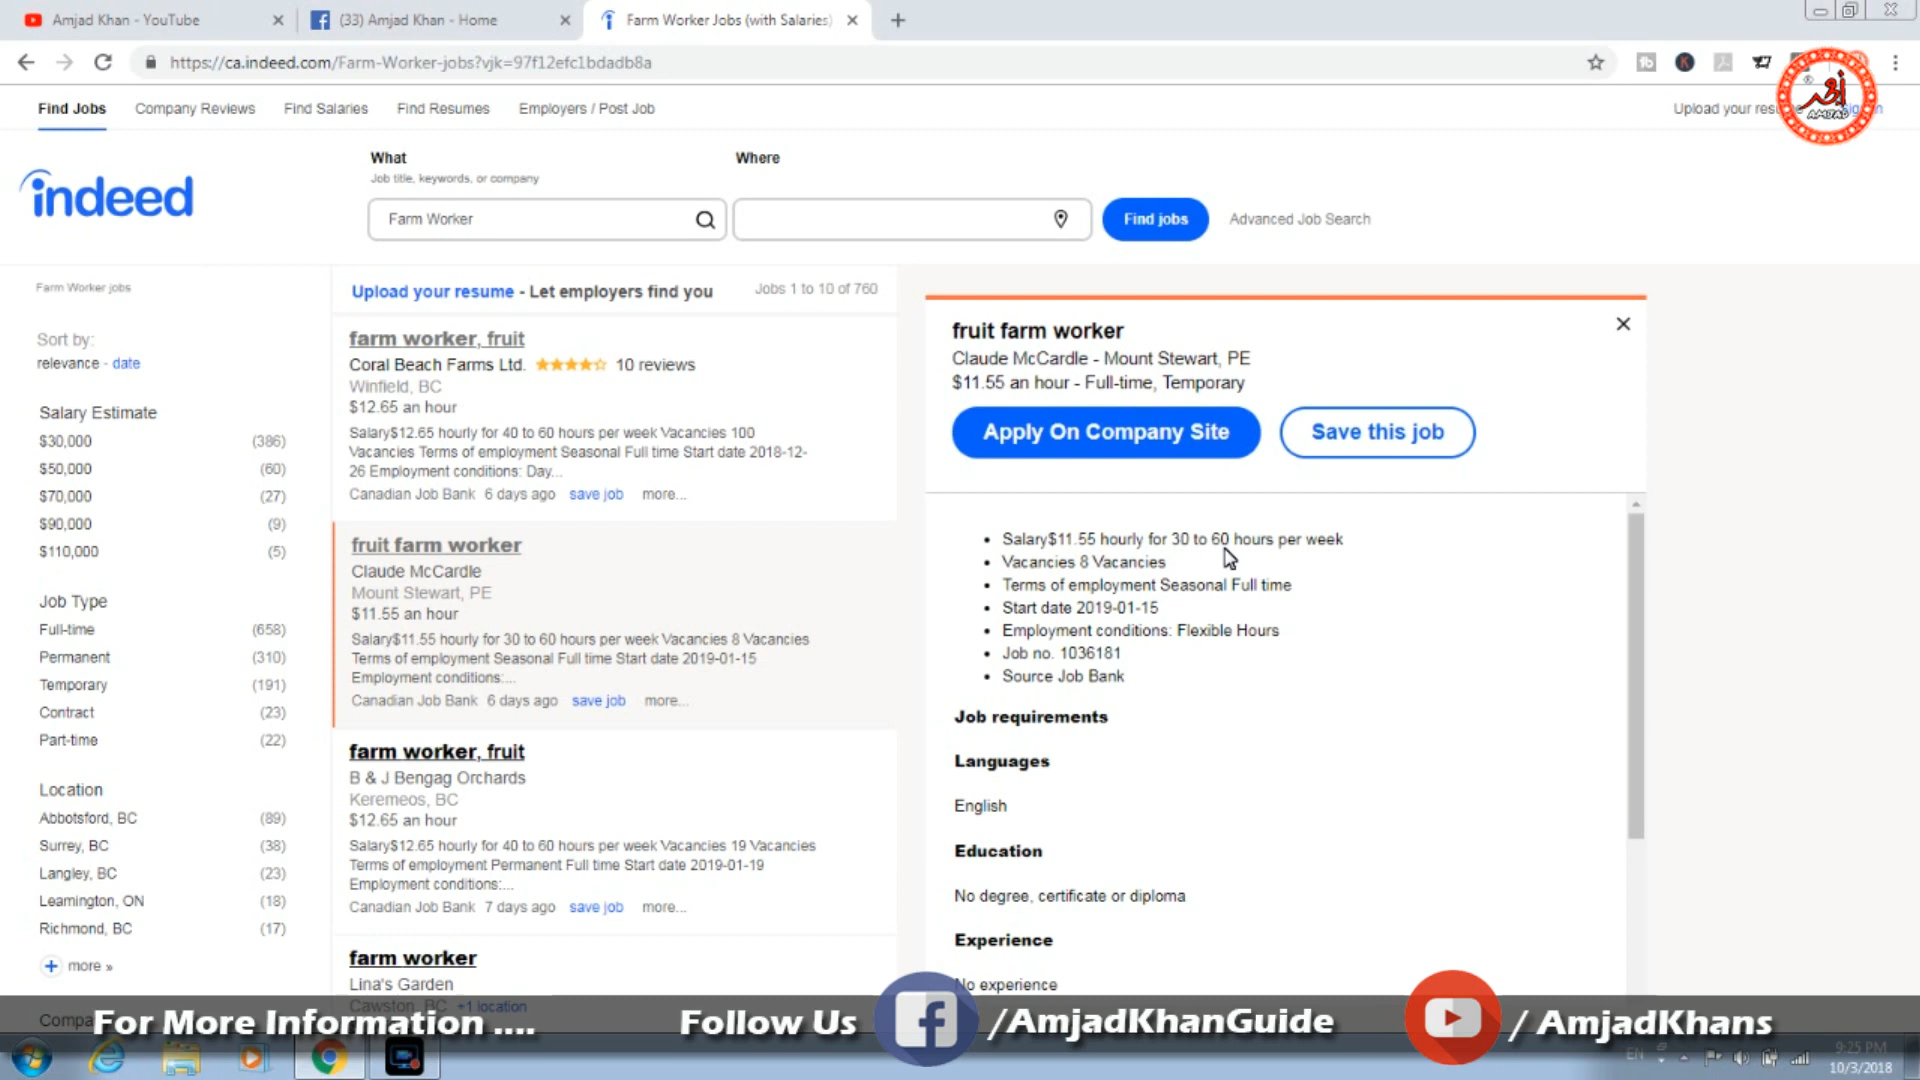 Amjad Khan - YouTube
(33) Amjad Khan - Home
Farm Worker Jobs (with Salaries)
https://ca.indeed.com/Farm-Worker-jobs?vjk=97f12efc1bdadb8a
Find Jobs
Company Reviews
Find Salaries
Find Resumes
Employers / Post Job
Upload your
AMJAD
indeed
What
Job title, keywords, or company
Farm Worker
Where
Find jobs
Advanced Job Search
Farm Worker jobs
Sort by:
relevance - date
Salary Estimate
$30,000 (386)
$50,000 (60)
$70,000 (27)
$90,000 (9)
$110,000 (5)
Job Type
Full-time (658)
Permanent (310)
Temporary (191)
Contract (23)
Part-time (22)
Location
Abbotsford, BC (89)
Surrey, BC (38)
Langley, BC (23)
Leamington, ON (18)
Richmond, BC (17)
more »
Upload your resume - Let employers find you
Jobs 1 to 10 of 760
farm worker, fruit
Coral Beach Farms Ltd. 10 reviews
Winfield, BC
$12.65 an hour
Salary$12.65 hourly for 40 to 60 hours per week Vacancies 100
Vacancies Terms of employment Seasonal Full time Start date 2018-12-
26 Employment conditions: Day...
Canadian Job Bank 6 days ago save job more...
fruit farm worker
Claude McCardle
Mount Stewart, PE
$11.55 an hour
Salary$11.55 hourly for 30 to 60 hours per week Vacancies 8 Vacancies
Terms of employment Seasonal Full time Start date 2019-01-15
Employment conditions:...
Canadian Job Bank 6 days ago save job more...
farm worker, fruit
B & J Bengag Orchards
Keremeos, BC
$12.65 an hour
Salary$12.65 hourly for 40 to 60 hours per week Vacancies 19 Vacancies
Terms of employment Permanent Full time Start date 2019-01-19
Employment conditions:...
Canadian Job Bank 7 days ago save job more...
farm worker
Lina's Garden
Cawston, BC +1 location
fruit farm worker
Claude McCardle - Mount Stewart, PE
$11.55 an hour - Full-time, Temporary
Apply On Company Site
Save this job
• Salary$11.55 hourly for 30 to 60 hours per week
• Vacancies 8 Vacancies
• Terms of employment Seasonal Full time
• Start date 2019-01-15
• Employment conditions: Flexible Hours
• Job no. 1036181
• Source Job Bank
Job requirements
Languages
English
Education
No degree, certificate or diploma
Experience
No experience
For More Information ....
Follow Us
/AmjadKhanGuide
/ AmjadKhans
EN
9:25 PM
10/3/2018